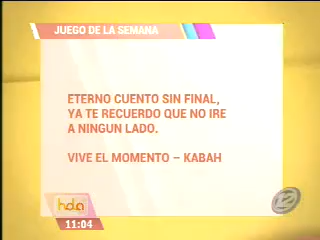 JUEGO DE LA SEMANA
ETERNO CUENTO SIN FINAL,
YA TE RECUERDO QUE NO IRE
A NINGUN LADO.
VIVE EL MOMENTO – KABAH
hda
11:04
12